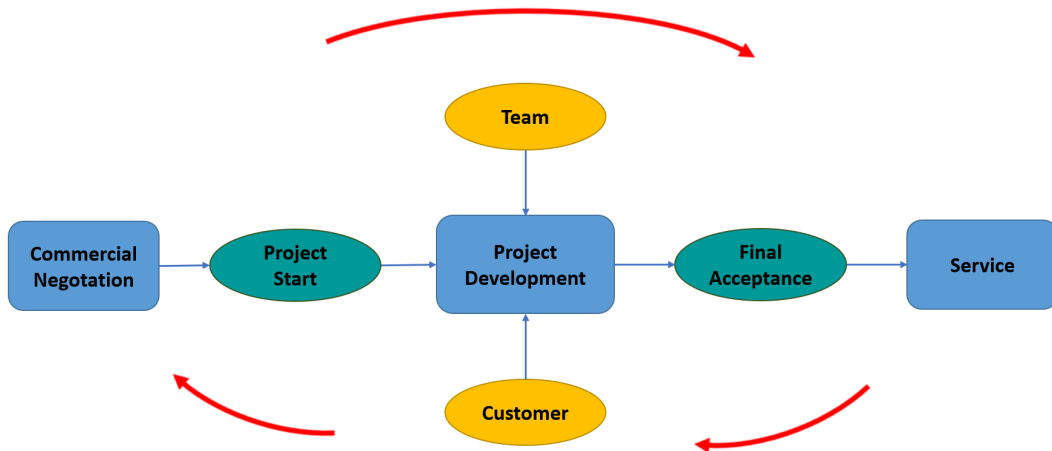 Team
Commercial
Negotation
Project
Start
Project
Development
Final
Acceptance
Service
Customer